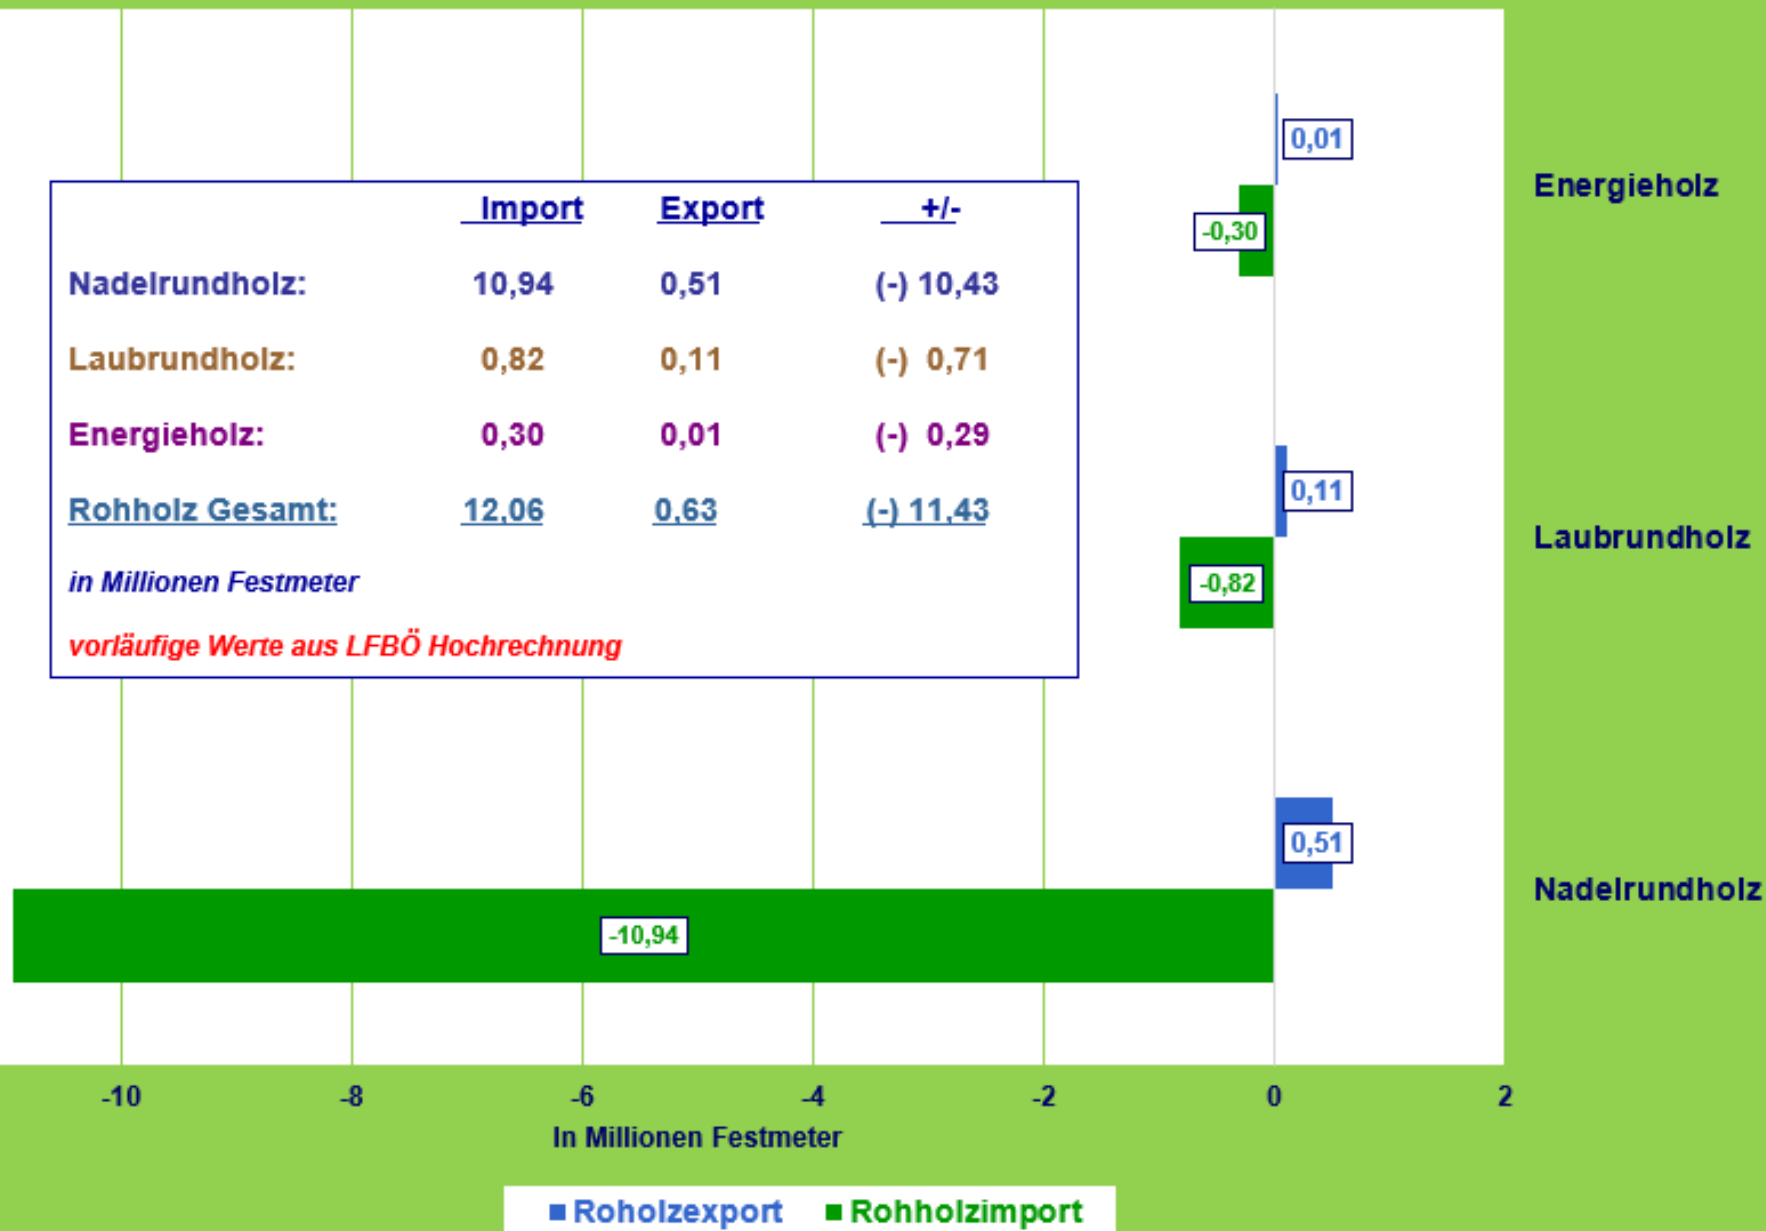 Import Export +/-
Nadelrundholz: 10,94 0,51 (-) 10,43
Laubrundholz: 0,82 0,11 (-) 0,71
Energieholz: 0,30 0,01 (-) 0,29
Rohholz Gesamt: 12,06 0,63 (-) 11,43
in Millionen Festmeter
vorläufige Werte aus LFBÖ Hochrechnung
0,01
-0,30
Energieholz
0,11
-0,82
Laubrundholz
0,51
-10,94
Nadelrundholz
-10 -8 -6 -4 -2 0 2
In Millionen Festmeter
Roholzexport Rohholzimport